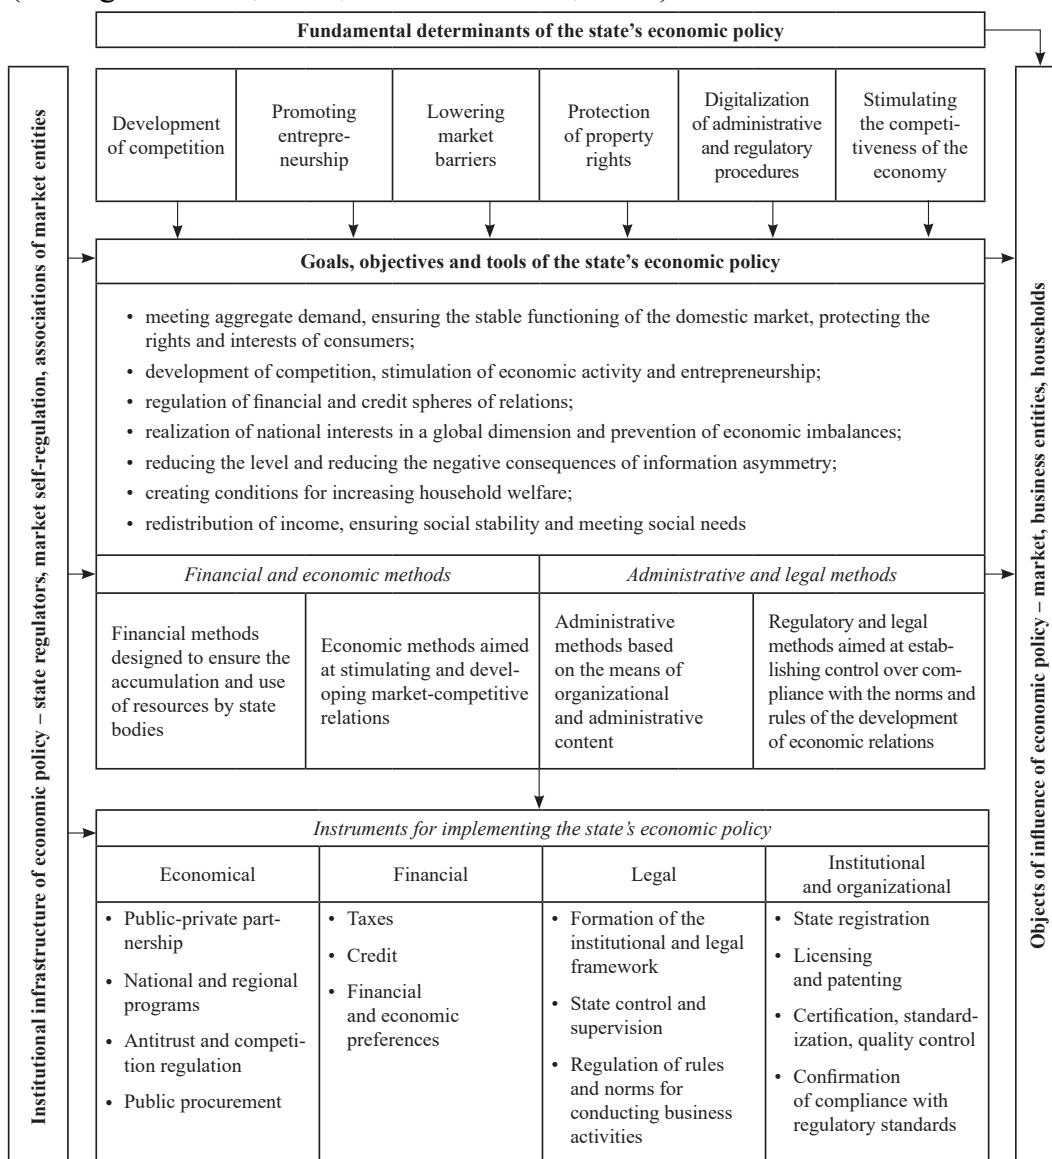 Fundamental determinants of the state's economic policy
Institutional infrastructure of economic policy – state regulators, market self-regulation, associations of market entities
Development
of competition
Promoting
entrepre-
neurship
Lowering
market
barriers
Protection
of property
rights
Digitalization
of administrative
and regulatory
procedures
Stimulating
the competi-
tiveness of the
economy
Goals, objectives and tools of the state's economic policy
• meeting aggregate demand, ensuring the stable functioning of the domestic market, protecting the
rights and interests of consumers;
• development of competition, stimulation of economic activity and entrepreneurship;
• regulation of financial and credit spheres of relations;
• realization of national interests in a global dimension and prevention of economic imbalances;
• reducing the level and reducing the negative consequences of information asymmetry;
• creating conditions for increasing household welfare;
• redistribution of income, ensuring social stability and meeting social needs
Financial and economic methods
Administrative and legal methods
Financial methods
designed to ensure the
accumulation and use
of resources by state
bodies
Economic methods aimed
at stimulating and devel-
oping market-competitive
relations
Administrative
methods based
on the means of
organizational
and administrative
content
Regulatory and legal
methods aimed at estab-
lishing control over com-
pliance with the norms and
rules of the development
of economic relations
Instruments for implementing the state's economic policy
Economical
Financial
Legal
Institutional
and organizational
• Public-private part-
nership
• National and regional
programs
• Antitrust and competi-
tion regulation
• Public procurement
• Taxes
• Credit
• Financial
and economic
preferences
• Formation of the
institutional and legal
framework
• State control and
supervision
• Regulation of rules
and norms for
conducting business
activities
• State registration
• Licensing
and patenting
• Certification, standard-
ization, quality control
• Confirmation
of compliance with
regulatory standards
Objects of influence of economic policy – market, business entities, households